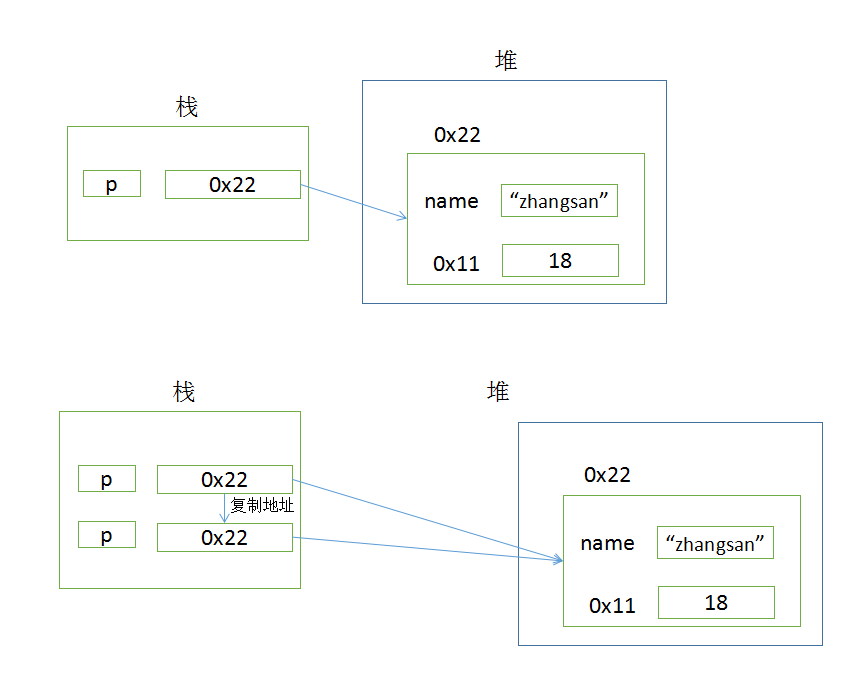 堆
栈
0x22
p 0x22
name “zhangsan”
0x11 18
栈 堆
0x22
p 0x22
复制地址
p 0x22
name “zhangsan”
0x11 18